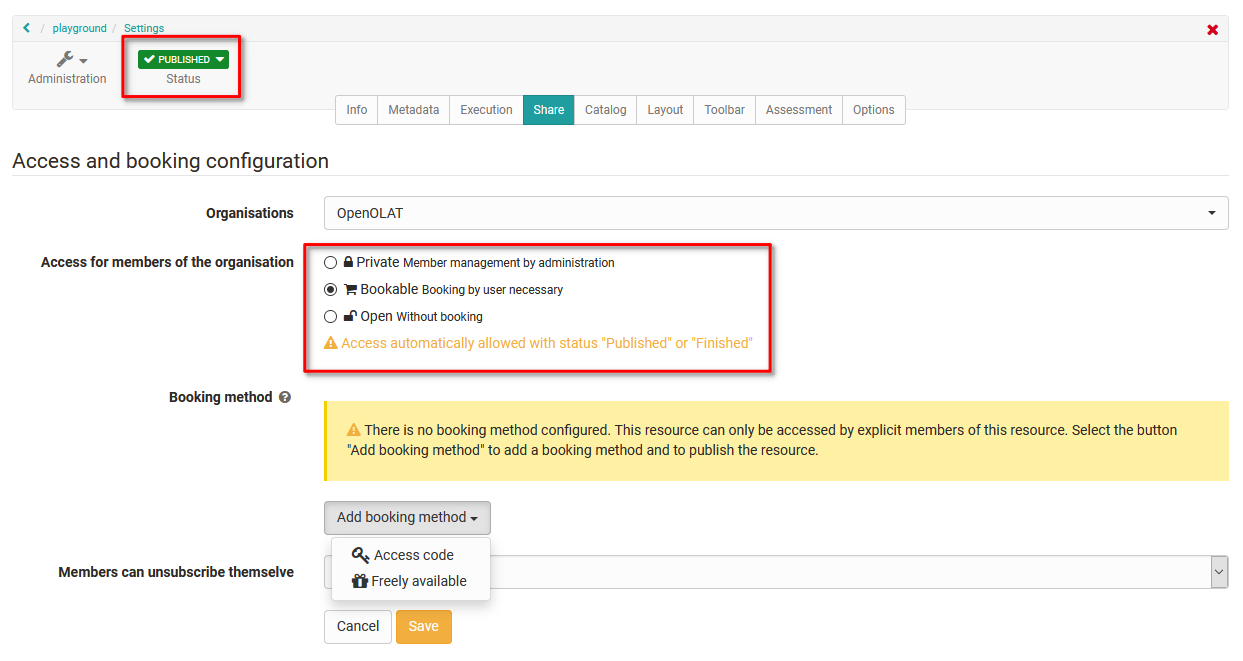 / playground / Settings
PUBLISHED
Administration
Status
Info Metadata Execution Share Catalog Layout Toolbar Assessment Options
Access and booking configuration
Organisations
OpenOLAT
Access for members of the organisation
Private Member management by administration
Bookable Booking by user necessary
Open Without booking
Access automatically allowed with status "Published" or "Finished"
Booking method ?
There is no booking method configured. This resource can only be accessed by explicit members of this resource. Select the button
"Add booking method" to add a booking method and to publish the resource.
Add booking method
Access code
Freely available
Members can unsubscribe themselve
Cancel
Save